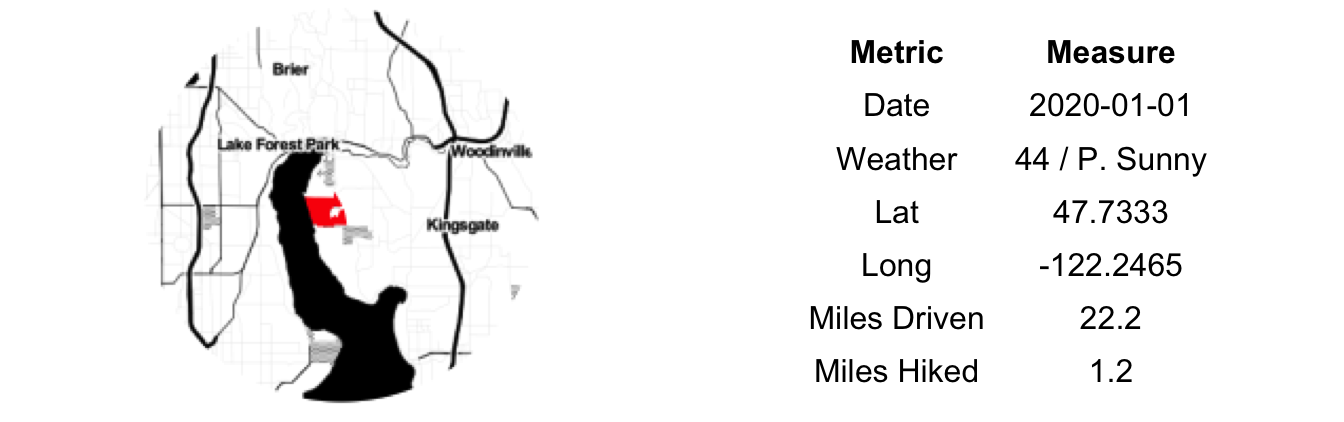 Brier
Lake Forest Park
Woodinville
Kingsgate
Metric Measure
Date 2020-01-01
Weather 44 / P. Sunny
Lat 47.7333
Long -122.2465
Miles Driven 22.2
Miles Hiked 1.2